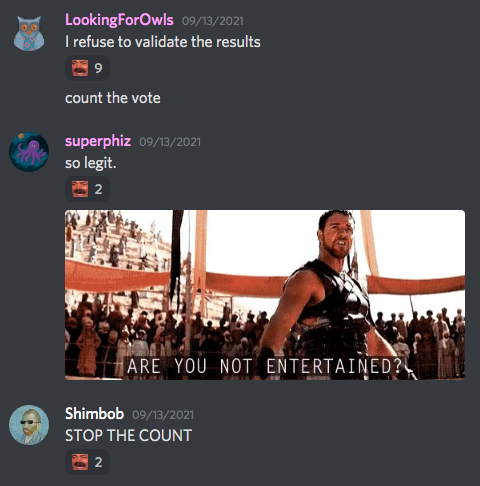 LookingForOwls 09/13/2021
I refuse to validate the results
9
count the vote
superphiz 09/13/2021
so legit.
2
ARE YOU NOT ENTERTAINED?
Shimbob 09/13/2021
STOP THE COUNT
2